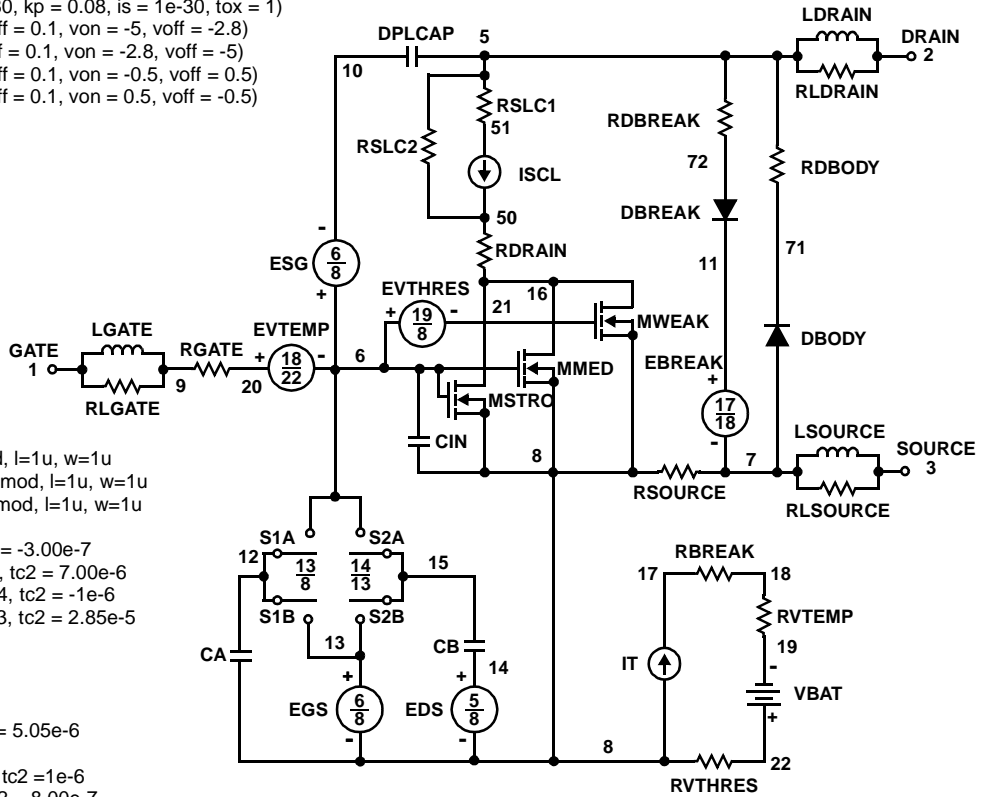 60, kp = 0.08, is = 1e-30, tox = 1)
off = 0.1, von = -5, voff = -2.8)
ff = 0.1, von = -2.8, voff = -5)
ff = 0.1, von = -0.5, voff = 0.5)
ff = 0.1, von = 0.5, voff = -0.5)
DPLCAP
5
10
LDRAIN
DRAIN
2
RLDRAIN
RSLC1
51
RSLC2
ISCL
50
RDRAIN
RDBREAK
72
DBREAK
11
RDBODY
71
DBODY
ESG
-
6
8
+
EVTHRES
+
19
8
-
21
16
MWEAK
MMED
MSTRO
EBREAK
+
17
18
-
GATE
1
LGATE
RLGATE
9
RGATE
20
EVTEMP
+
18
22
-
6
CIN
8
RSOURCE
7
LSOURCE
SOURCE
3
RLSOURCE
d, l=1u, w=1u
mod, l=1u, w=1u
mod, l=1u, w=1u
= -3.00e-7
, tc2 = 7.00e-6
4, tc2 = -1e-6
3, tc2 = 2.85e-5
= 5.05e-6
tc2 =1e-6
S1A
S2A
12
13
8
14
13
15
S1B
S2B
13
CA
CB
14
+
EGS
6
8
-
+
EDS
5
8
-
8
RBREAK
17
18
RVTEMP
19
IT
-
VBAT
+
22
RVTHRES